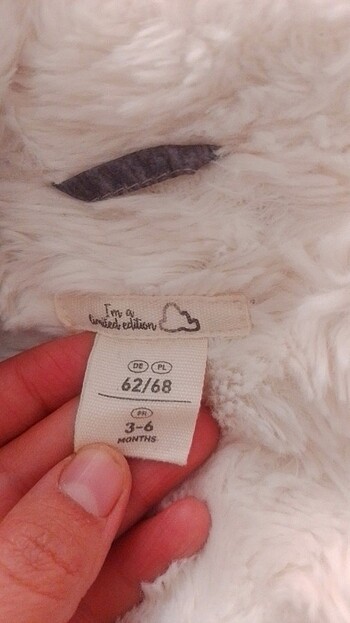 I'm a
limited edition
DE PL
62/68
FR
3-6
MONTHS